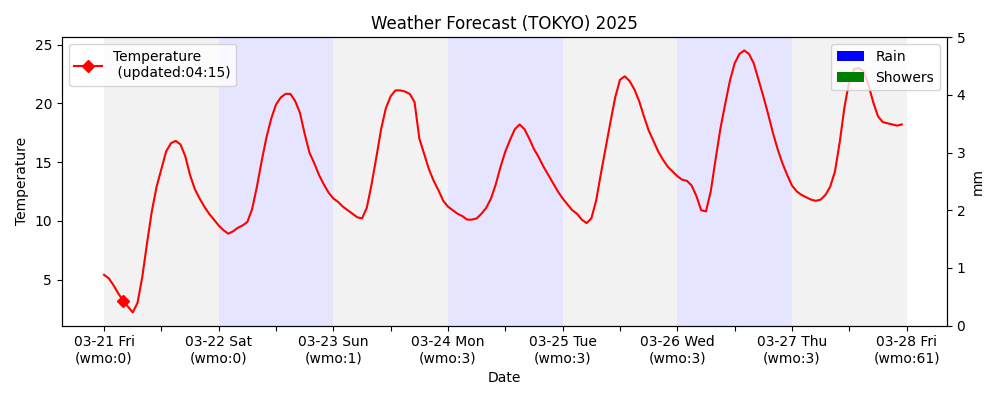 Weather Forecast (TOKYO) 2025
Temperature
(updated:04:15)
Rain
Showers
25
20
15
10
5
Temperature
5
4
3
2
1
0
mm
03-21 Fri
(wmo:0)
03-22 Sat
(wmo:0)
03-23 Sun
(wmo:1)
03-24 Mon
(wmo:3)
03-25 Tue
(wmo:3)
03-26 Wed
(wmo:3)
03-27 Thu
(wmo:3)
03-28 Fri
(wmo:61)
Date